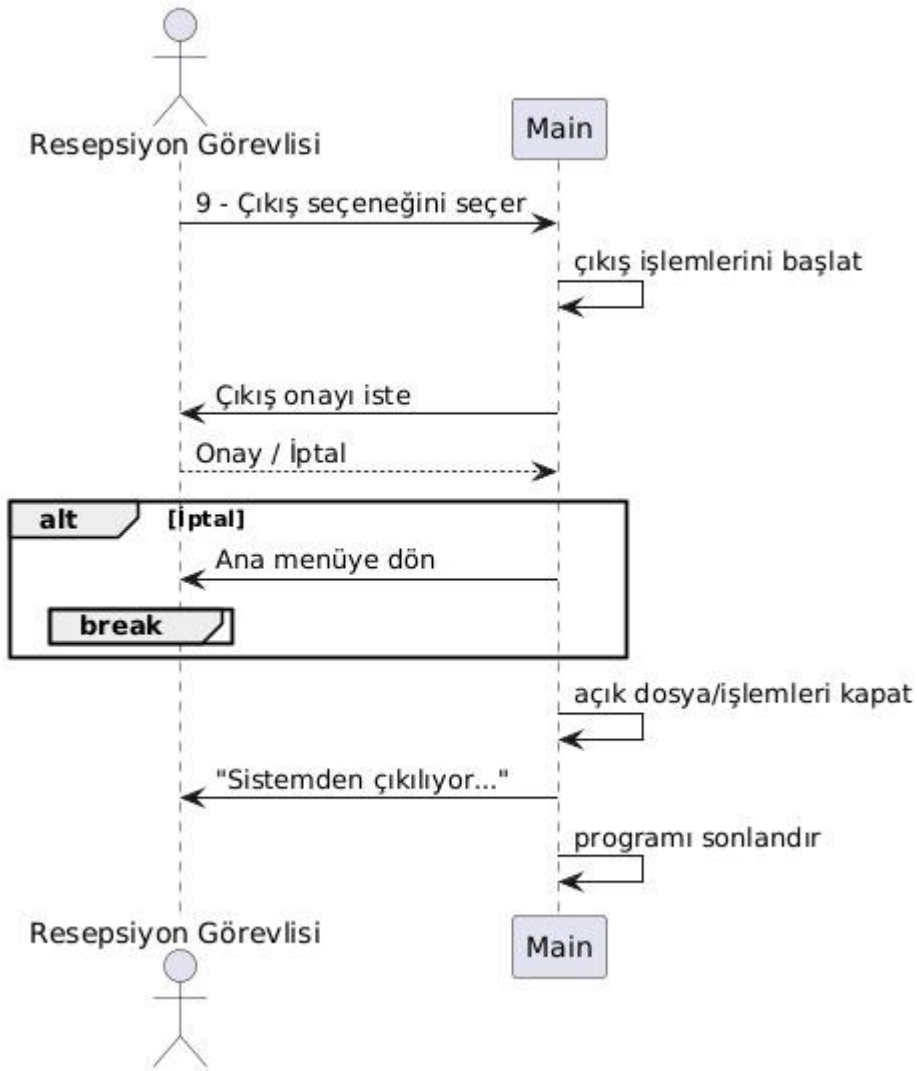 Resepsiyon Görevlisi
Main
9 - Çıkış seçeneğini seçer
çıkış işlemlerini başlat
Çıkış onayı iste
Onay / İptal
alt [İptal]
Ana menüye dön
break
açık dosya/işlemleri kapat
"Sistemden çıkılıyor..."
programı sonlandır
Resepsiyon Görevlisi
Main